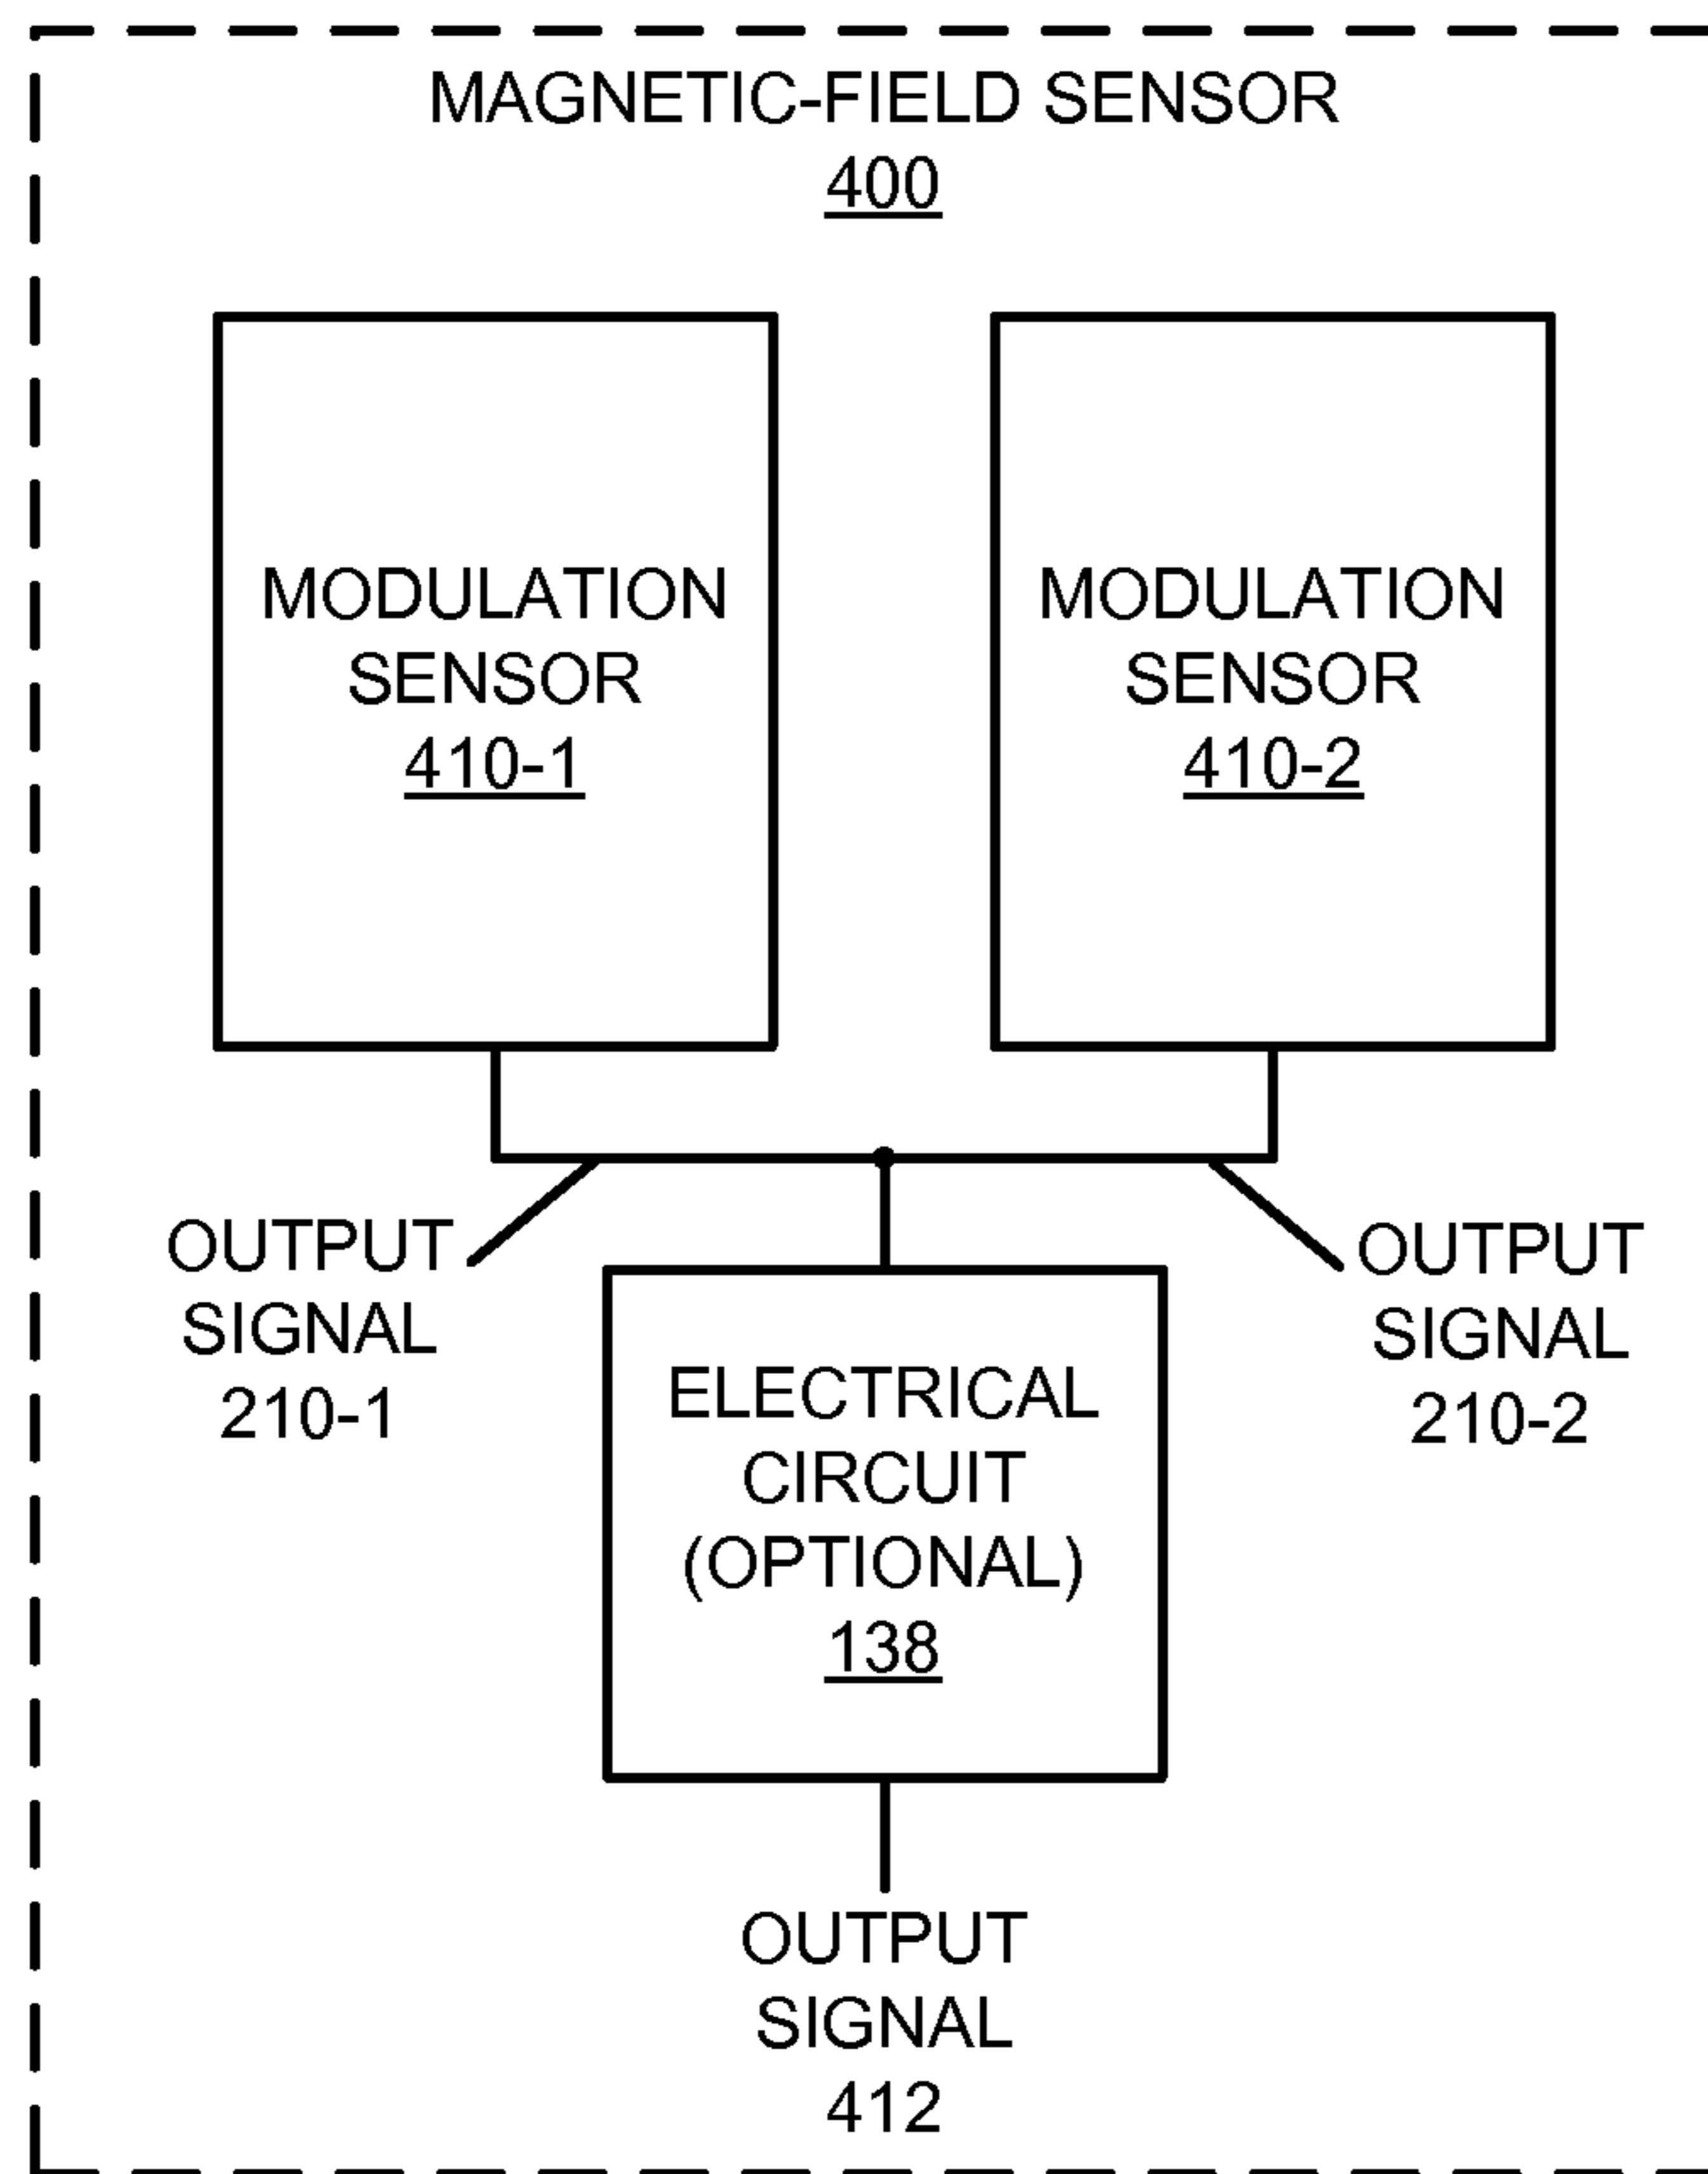 MAGNETIC-FIELD SENSOR
400
MODULATION
SENSOR
410-1
MODULATION
SENSOR
410-2
OUTPUT
SIGNAL
210-1
OUTPUT
SIGNAL
210-2
ELECTRICAL
CIRCUIT
(OPTIONAL)
138
OUTPUT
SIGNAL
412